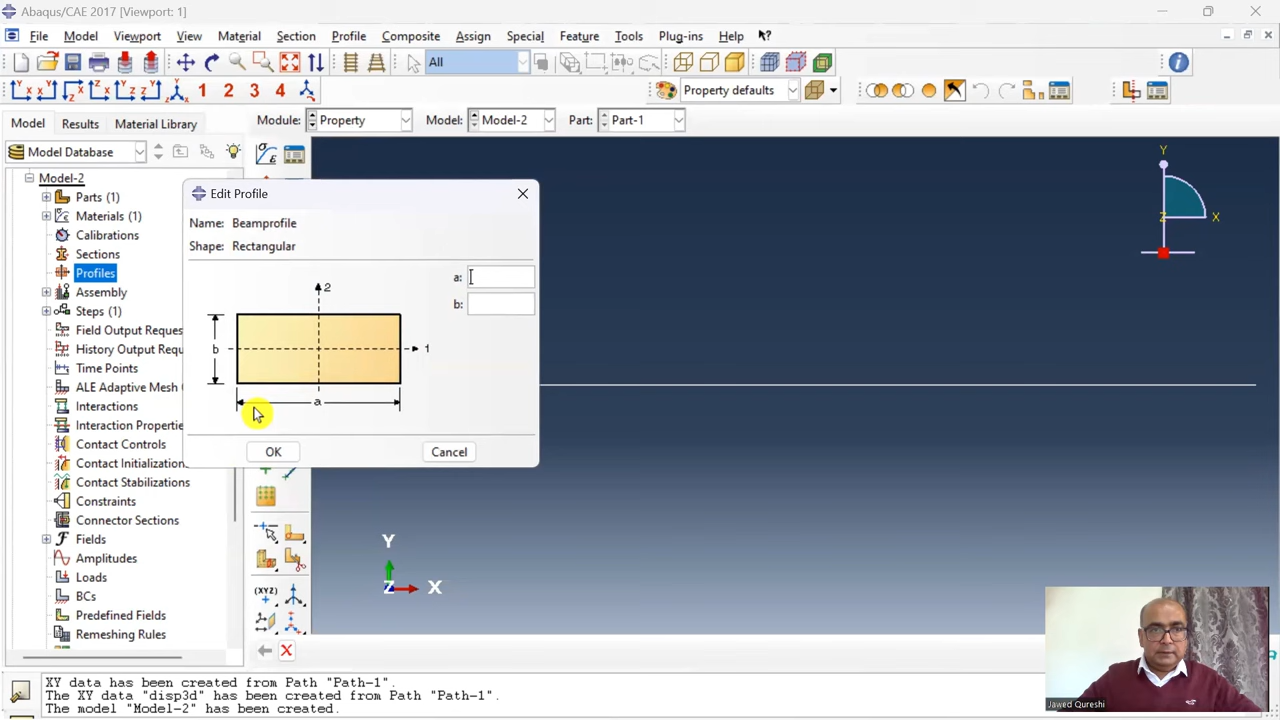 Abaqus/CAE 2017 [Viewport: 1]
File Model Viewport View Material Section Profile Composite Assign Special Feature Tools Plug-ins Help
All
1 2 3 4 Property defaults
Model Results Material Library Module: Property Model: Model-2 Part: Part-1
Model Database
Model-2
Parts (1)
Materials (1)
Calibrations
Sections
Profiles
Assembly
Steps (1)
Field Output Reques
History Output Requ
Time Points
ALE Adaptive Mesh
Interactions
Interaction Propertie
Contact Controls
Contact Initializations
Contact Stabilizations
Constraints
Connector Sections
Fields
Amplitudes
Loads
BCs
Predefined Fields
Remeshing Rules
Edit Profile
Name: Beamprofile
Shape: Rectangular
a:
b:
2
b
1
a
OK Cancel
(XYZ)
Y
Z X
Y
Z X
XY data has been created from Path "Path-1".
The XY data "disp3d" has been created from Path "Path-1".
The model "Model-2" has been created.
Jawed Qureshi